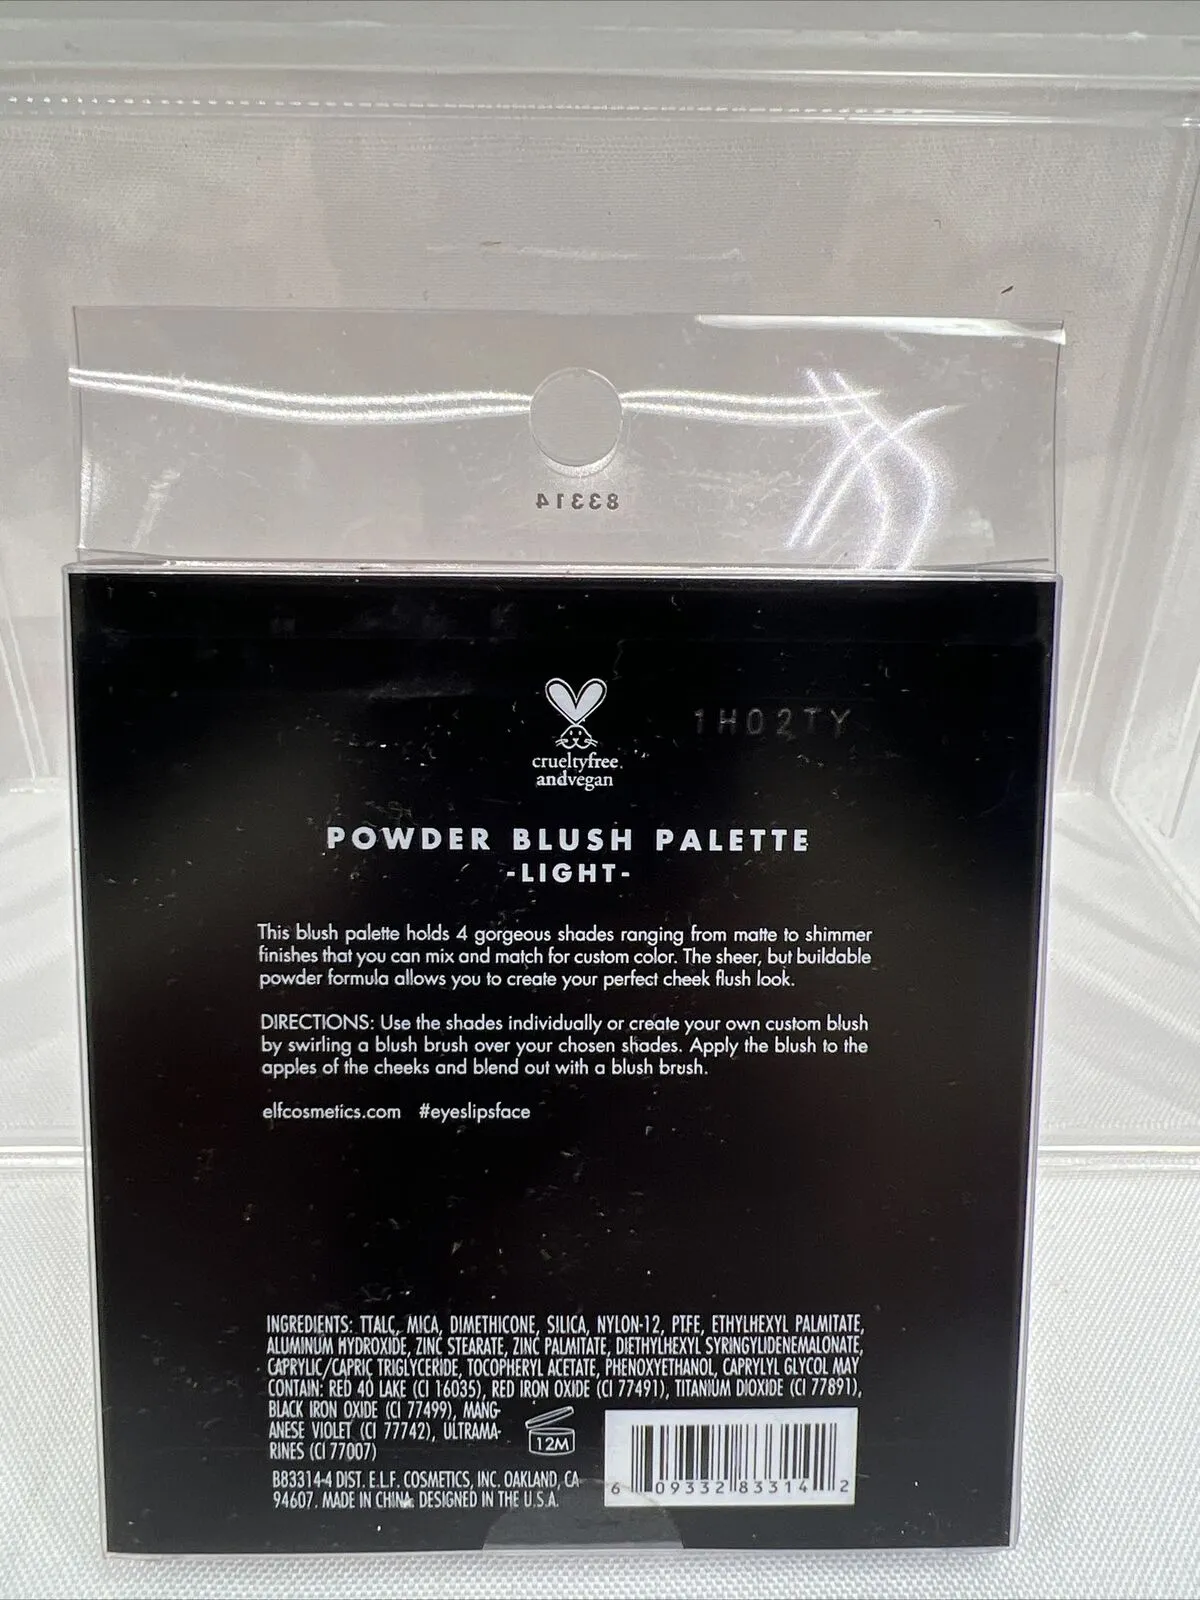 83314
crueltyfree.
andvegan
1H02TY
POWDER BLUSH PALETTE
-LIGHT-
This blush palette holds 4 gorgeous shades ranging from matte to shimmer
finishes that you can mix and match for custom color. The sheer, but buildable
powder formula allows you to create your perfect cheek flush look.
DIRECTIONS: Use the shades individually or create your own custom blush
by swirling a blush brush over your chosen shades. Apply the blush to the
apples of the cheeks and blend out with a blush brush.
elfcosmetics.com #eyeslipsface
INGREDIENTS: TTALC, MICA, DIMETHICONE, SILICA, NYLON-12, PTFE, ETHYLHEXYL PALMITATE,
ALUMINUM HYDROXIDE, ZINC STEARATE, ZINC PALMITATE, DIETHYLHEXYL SYRINGYLIDENEMALONATE,
CAPRYLIC/CAPRIC TRIGLYCERIDE, TOCOPHERYL ACETATE, PHENOXYETHANOL, CAPRYLYL GLYCOL MAY
CONTAIN: RED 40 LAKE (CI 16035), RED IRON OXIDE (CI 77491), TITANIUM DIOXIDE (CI 77891),
BLACK IRON OXIDE (CI 77499), MANG-
ANESE VIOLET (CI 77742), ULTRAMA-
RINES (CI 77007)
12M
B83314-4 DIST. E.L.F. COSMETICS, INC. OAKLAND, CA
94607. MADE IN CHINA. DESIGNED IN THE U.S.A.
6 09332 83314 2